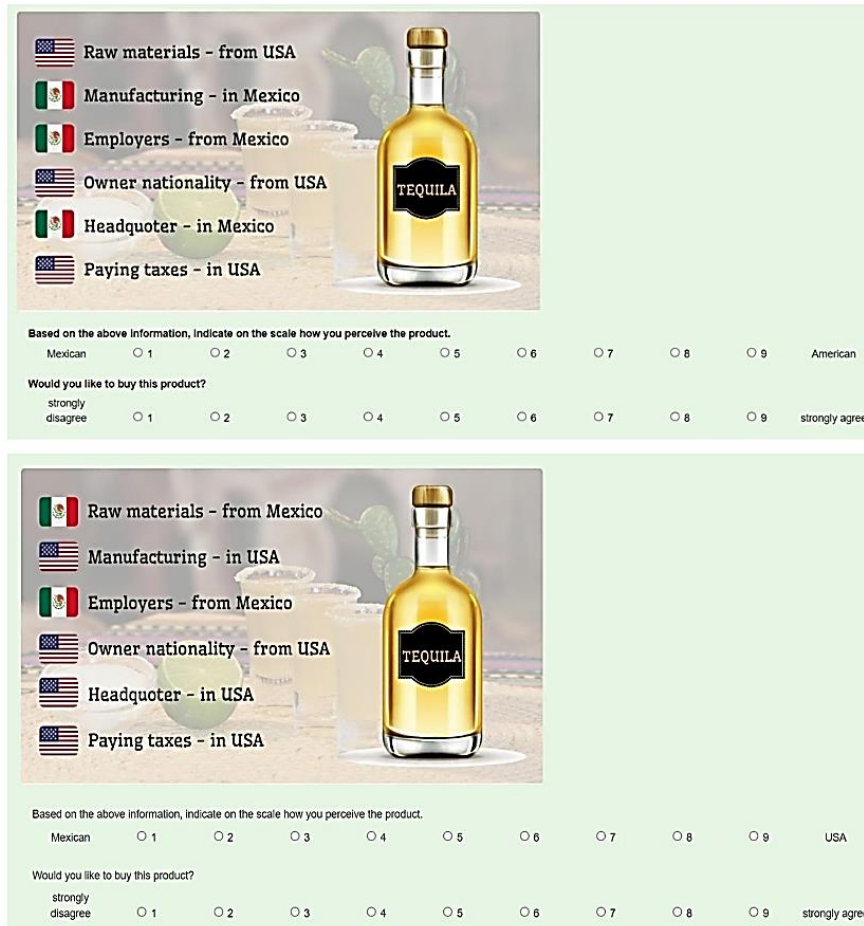 Raw materials - from USA
Manufacturing - in Mexico
Employers - from Mexico
Owner nationality - from USA
Headquoter - in Mexico
Paying taxes - in USA
TEQUILA
Based on the above information, indicate on the scale how you perceive the product.
Mexican 1 2 3 4 5 6 7 8 9 American
Would you like to buy this product?
strongly
disagree 1 2 3 4 5 6 7 8 9 strongly agree
Raw materials - from Mexico
Manufacturing - in USA
Employers - from Mexico
Owner nationality - from USA
Headquoter - in USA
Paying taxes - in USA
TEQUILA
Based on the above information, indicate on the scale how you perceive the product.
Mexican 1 2 3 4 5 6 7 8 9 USA
Would you like to buy this product?
strongly
disagree 1 2 3 4 5 6 7 8 9 strongly agree